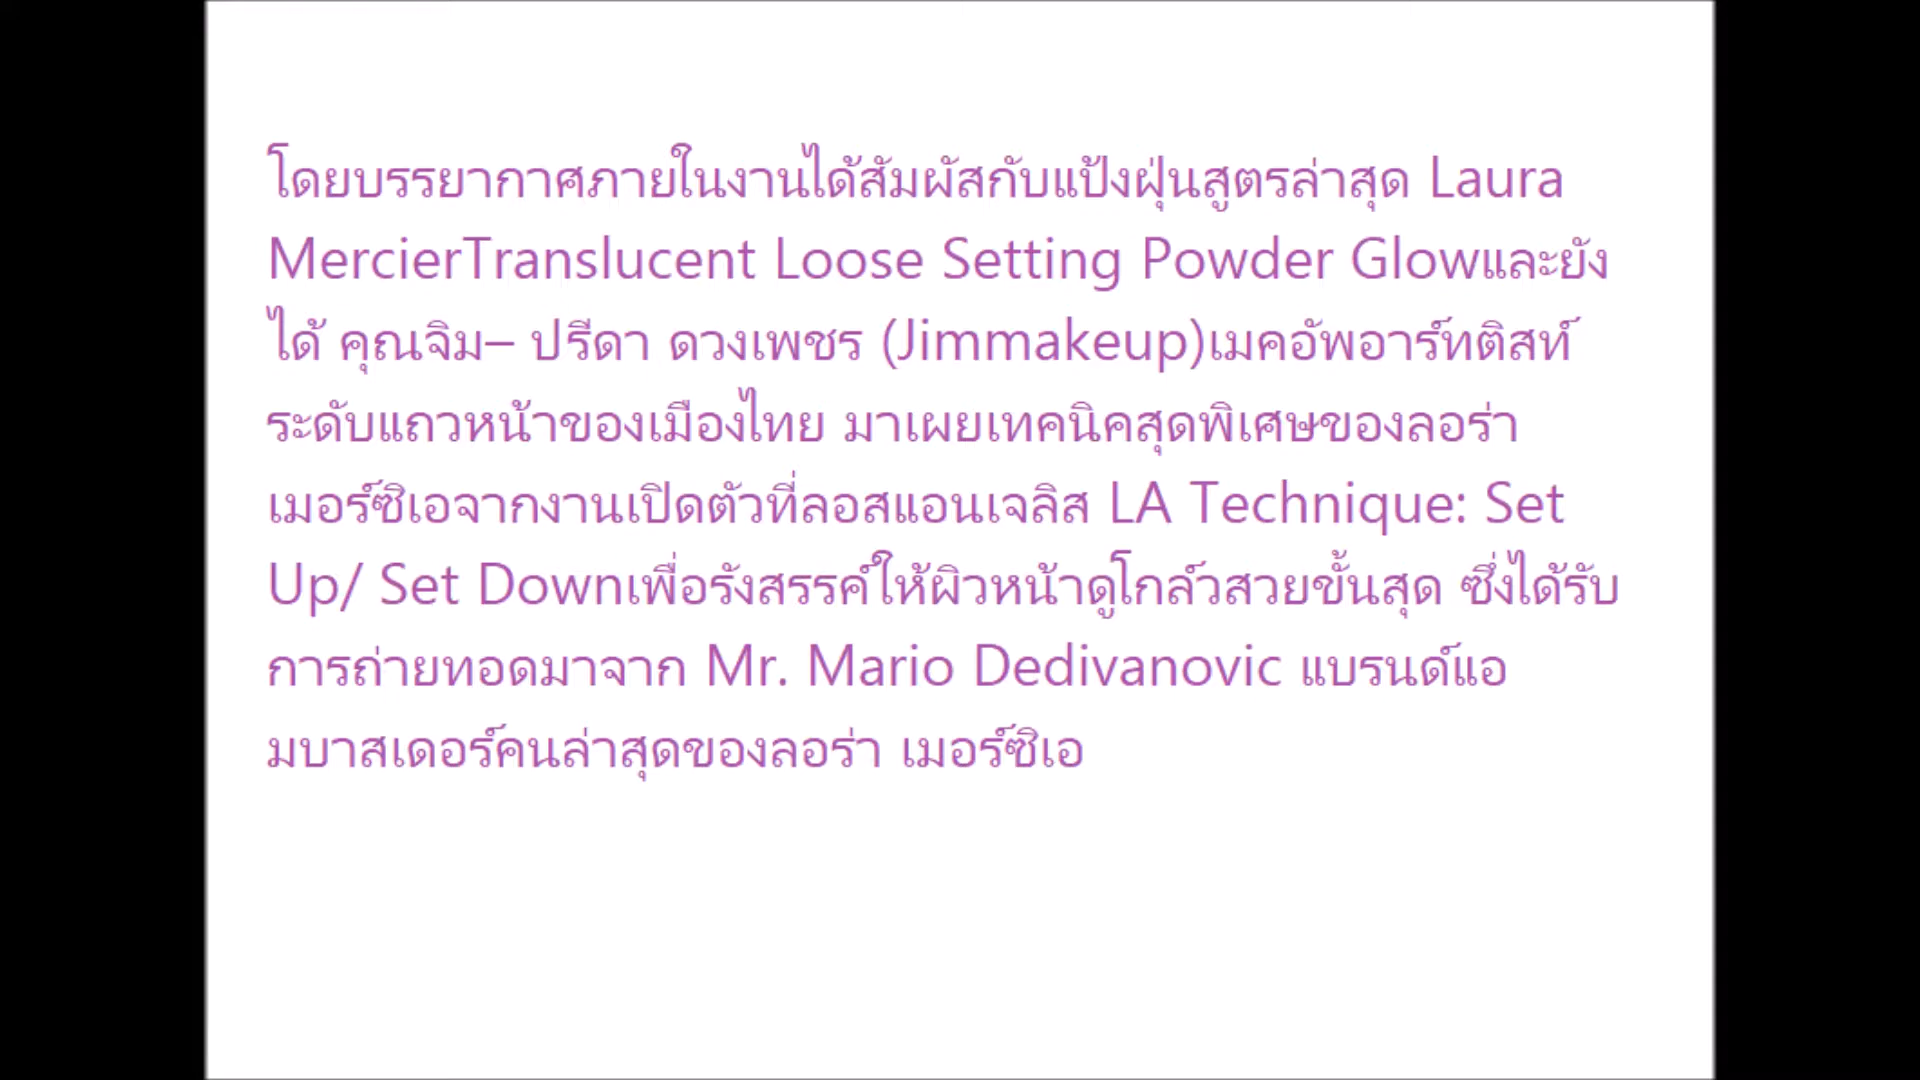 โดยบรรยากาศภายในงานได้สัมผัสกับแป้งฝุ่นสูตรล่าสุด Laura
MercierTranslucent Loose Setting Powder Glowและยัง
ได้ คุณจิม– ปรีดา ดวงเพชร (Jimmakeup)เมคอัพอาร์ทติสท์
ระดับแถวหน้าของเมืองไทย มาเผยเทคนิคสุดพิเศษของลอร่า
เมอร์ซิเอจากงานเปิดตัวที่ลอสแอนเจลิส LA Technique: Set
Up/ Set Downเพื่อรังสรรค์ให้ผิวหน้าดูโกล์วสวยขั้นสุด ซึ่งได้รับ
การถ่ายทอดมาจาก Mr. Mario Dedivanovic แบรนด์แอ
มบาสเดอร์คนล่าสุดของลอร่า เมอร์ซิเอ